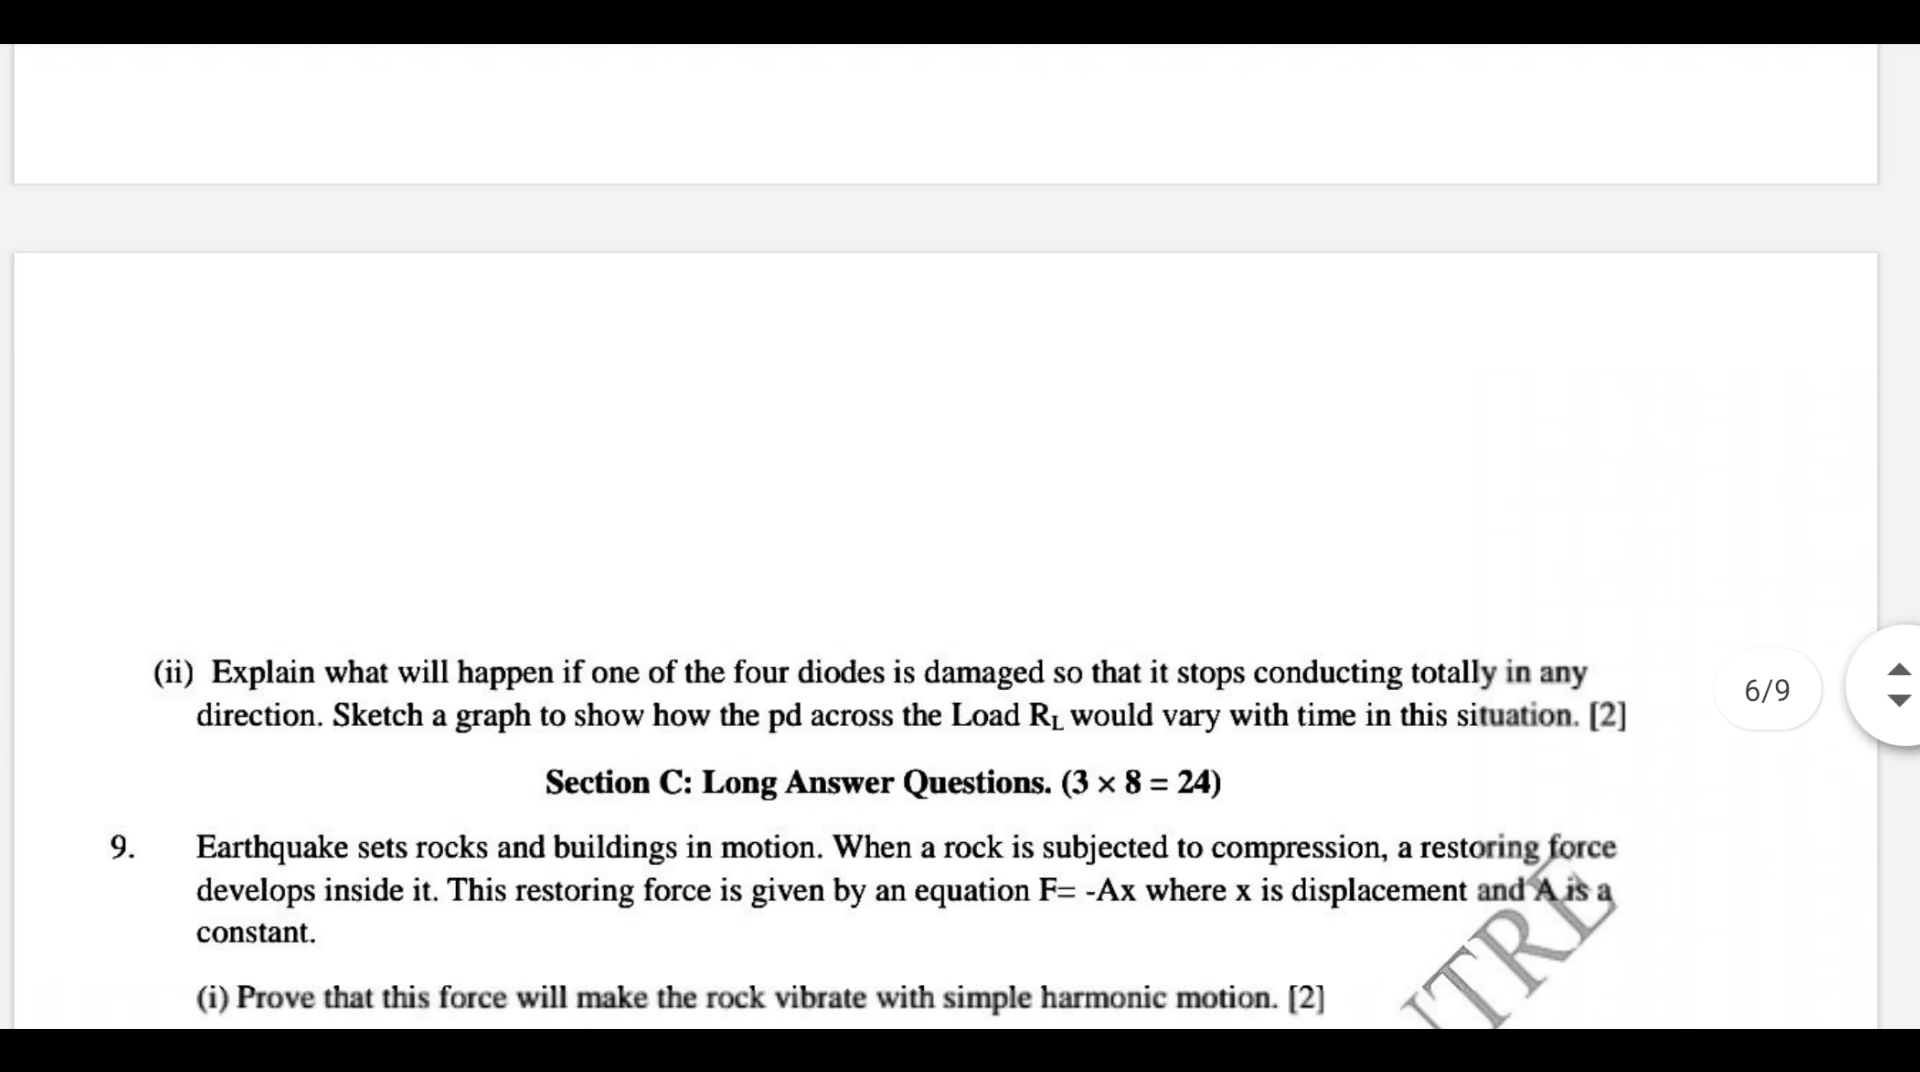 (ii) Explain what will happen if one of the four diodes is damaged so that it stops conducting totally in any
direction. Sketch a graph to show how the pd across the Load RL would vary with time in this situation. [2]
6/9
Section C: Long Answer Questions. (3 × 8 = 24)
9. Earthquake sets rocks and buildings in motion. When a rock is subjected to compression, a restoring force
develops inside it. This restoring force is given by an equation F= -Ax where x is displacement and A is a
constant.
(i) Prove that this force will make the rock vibrate with simple harmonic motion. [2]